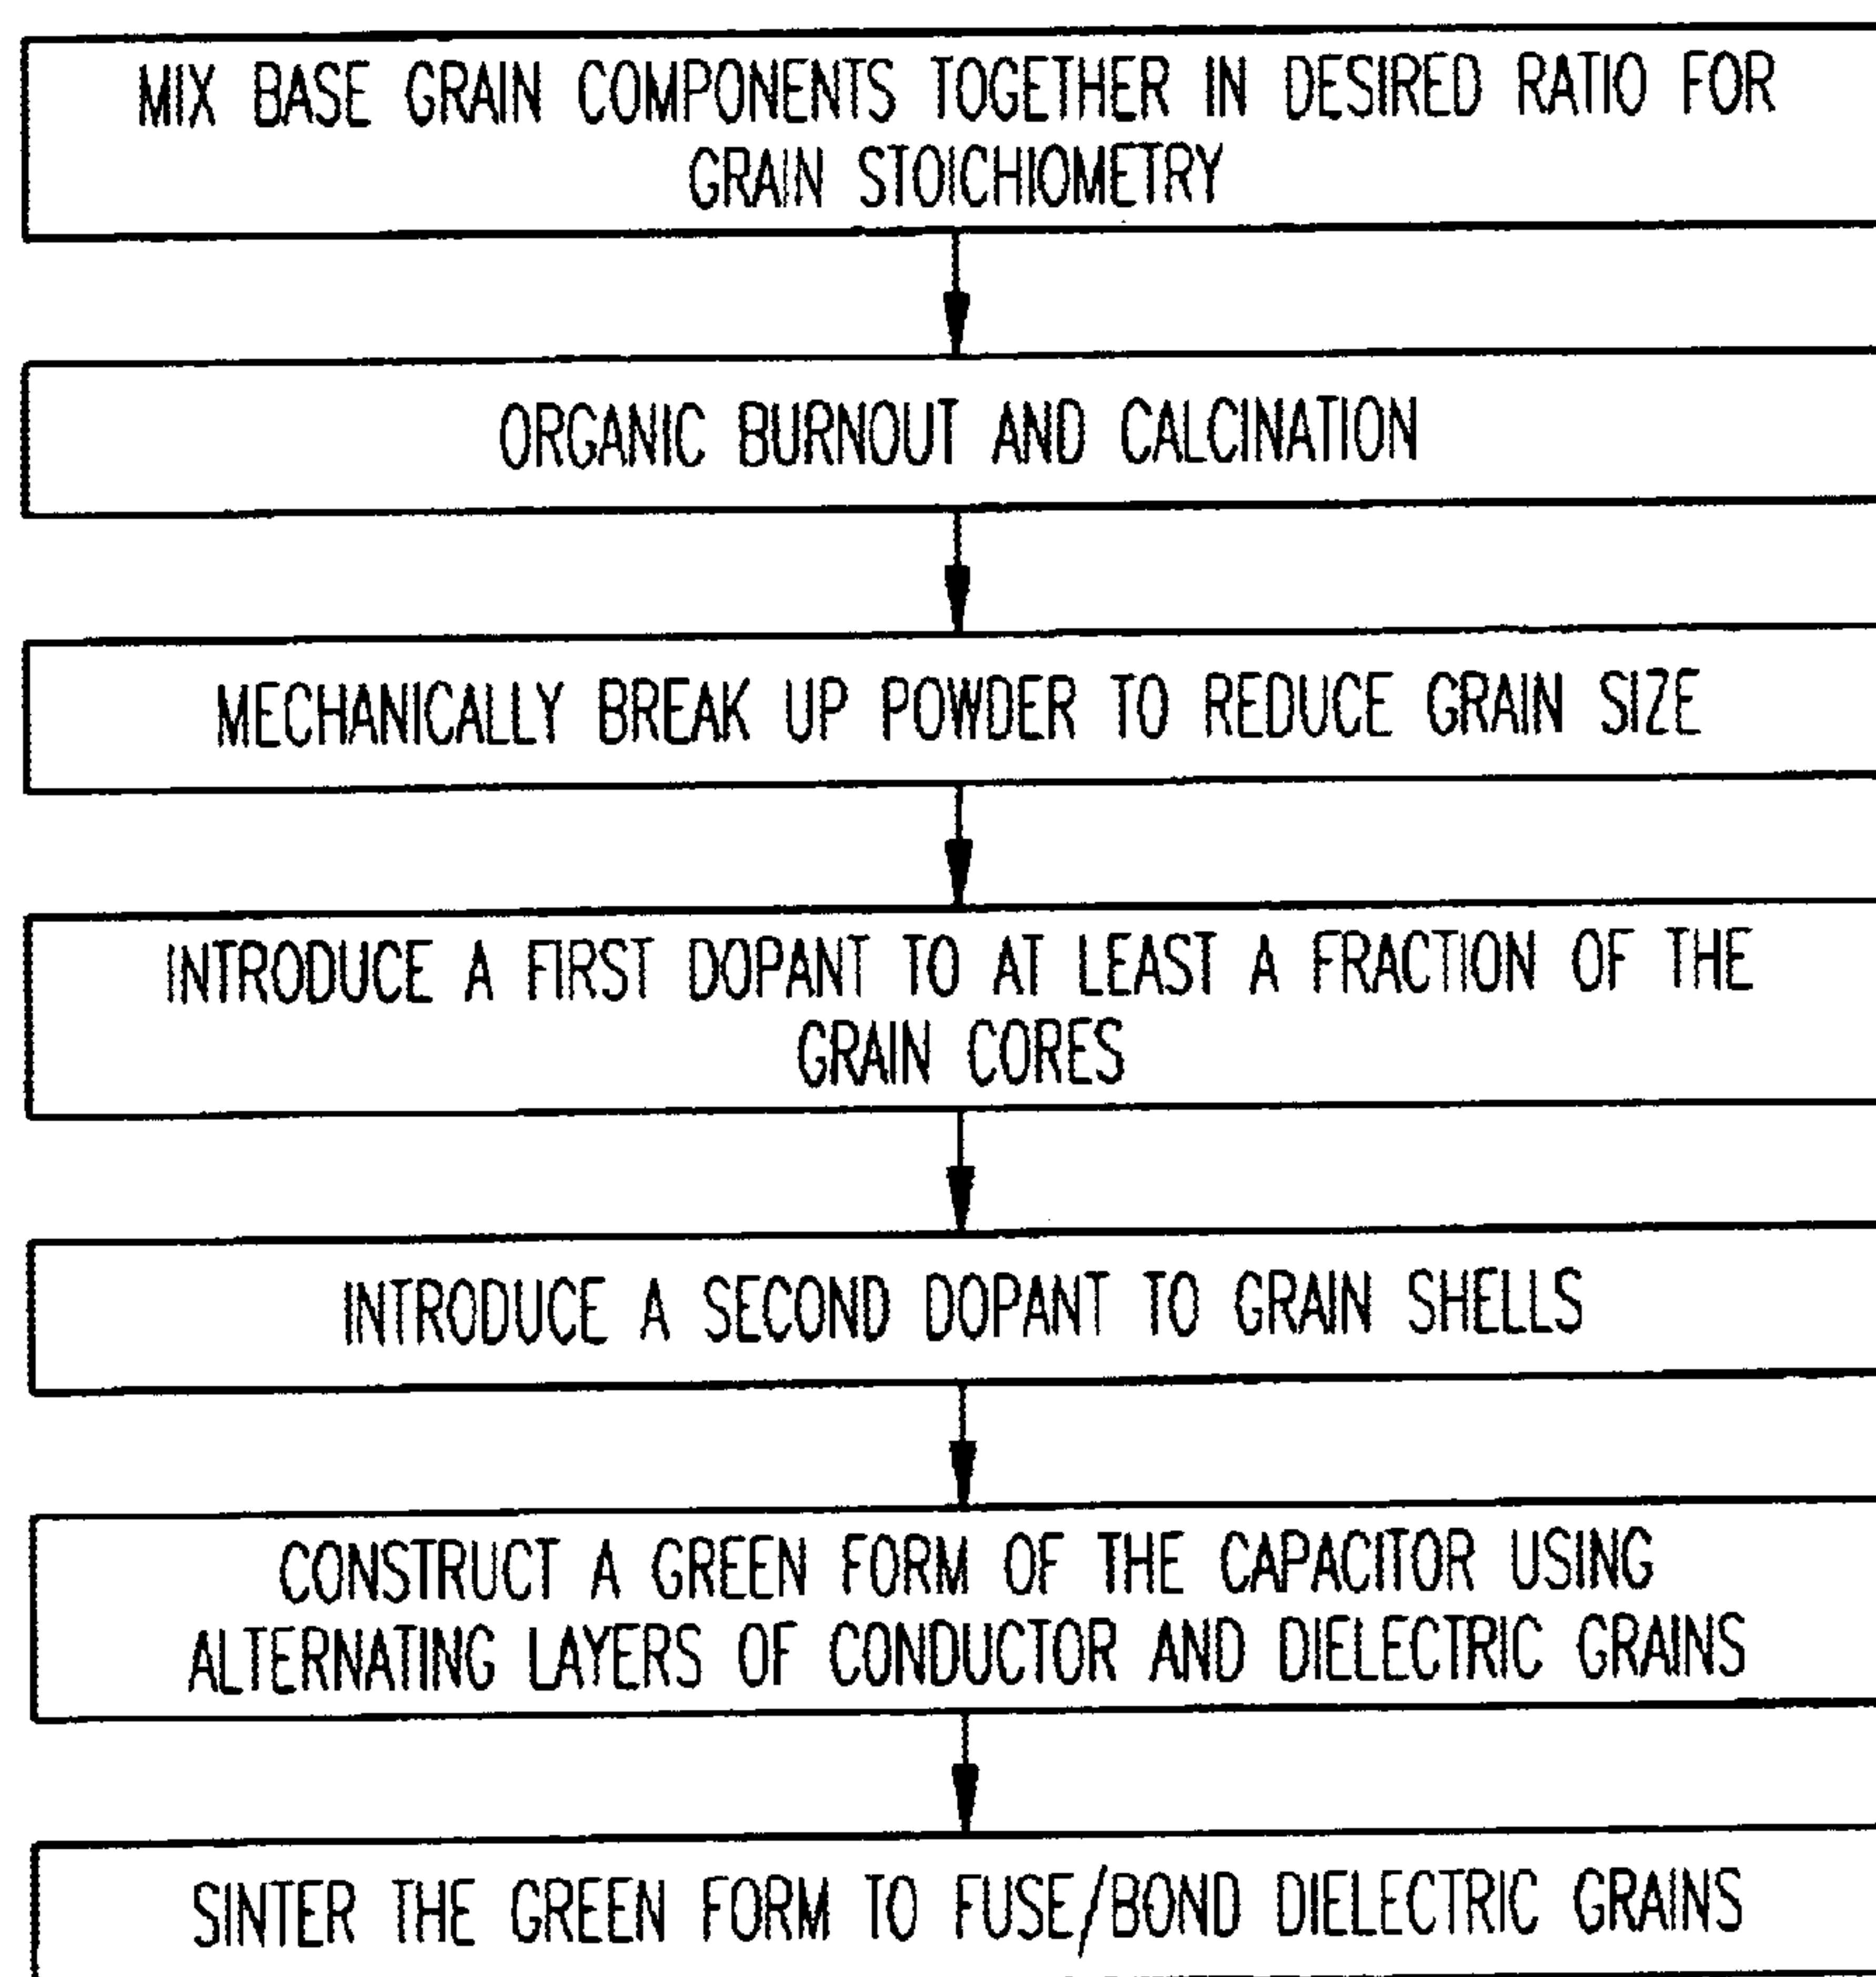 MIX BASE GRAIN COMPONENTS TOGETHER IN DESIRED RATIO FOR
GRAIN STOICHIOMETRY
ORGANIC BURNOUT AND CALCINATION
MECHANICALLY BREAK UP POWDER TO REDUCE GRAIN SIZE
INTRODUCE A FIRST DOPANT TO AT LEAST A FRACTION OF THE
GRAIN CORES
INTRODUCE A SECOND DOPANT TO GRAIN SHELLS
CONSTRUCT A GREEN FORM OF THE CAPACITOR USING
ALTERNATING LAYERS OF CONDUCTOR AND DIELECTRIC GRAINS
SINTER THE GREEN FORM TO FUSE/BOND DIELECTRIC GRAINS